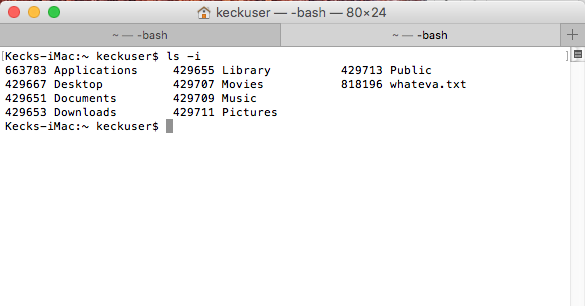 keckuser — -bash — 80×24
~ — -bash ~ — -bash +
[Kecks-iMac:~ keckuser$ ls -i ]
663783 Applications 429655 Library 429713 Public
429667 Desktop 429707 Movies 818196 whateva.txt
429651 Documents 429709 Music
429653 Downloads 429711 Pictures
Kecks-iMac:~ keckuser$